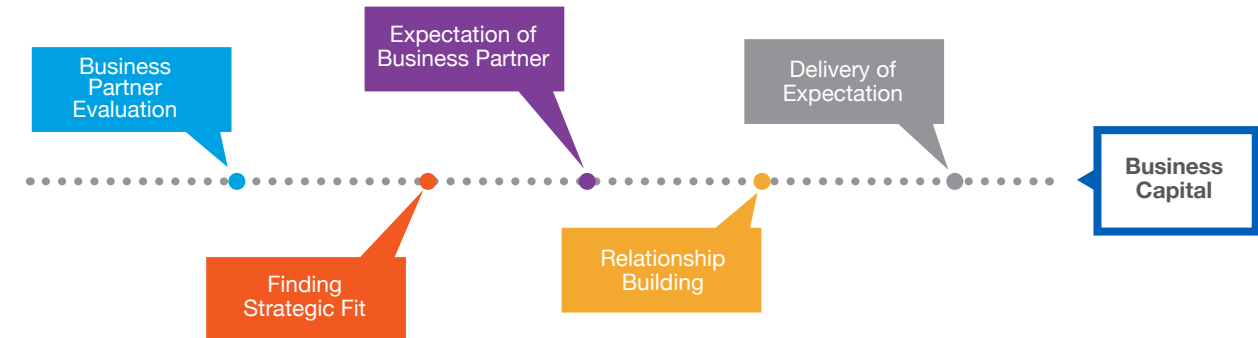 Business
Partner
Evaluation
Finding
Strategic Fit
Expectation of
Business Partner
Relationship
Building
Delivery of
Expectation
Business
Capital